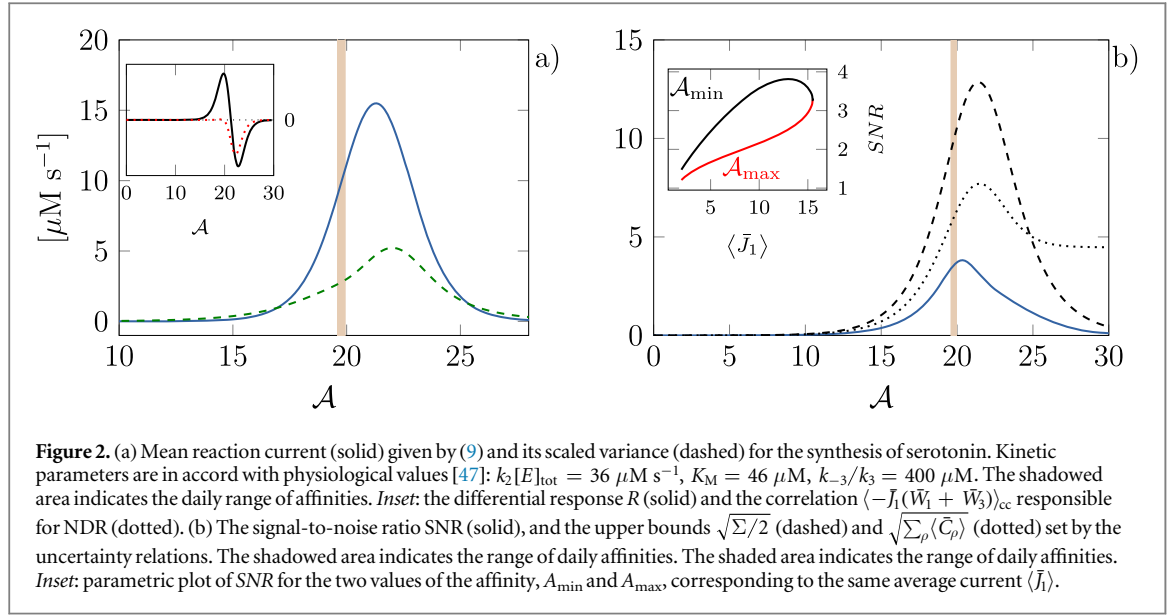 20
15
10
5
0
[μM s⁻¹]
10
15
20
25
𝒜
a)
0
0
10
20
30
𝒜
15
10
5
0
0
5
10
15
20
25
30
𝒜
b)
𝒜min
𝒜max
4
3
2
1
SNR
5
10
15
⟨J̄₁⟩
Figure 2. (a) Mean reaction current (solid) given by (9) and its scaled variance (dashed) for the synthesis of serotonin. Kinetic
parameters are in accord with physiological values [47]: k₂[E]tot = 36 μM s⁻¹, KM = 46 μM, k₋₃/k₃ = 400 μM. The shadowed
area indicates the daily range of affinities. Inset: the differential response R (solid) and the correlation ⟨−J̄₁(W̄₁ + W̄₃)⟩cc responsible
for NDR (dotted). (b) The signal-to-noise ratio SNR (solid), and the upper bounds √(Σ/2) (dashed) and √(∑ρ⟨C̄ρ⟩) (dotted) set by the
uncertainty relations. The shadowed area indicates the range of daily affinities. The shaded area indicates the range of daily affinities.
Inset: parametric plot of SNR for the two values of the affinity, Amin and Amax, corresponding to the same average current ⟨J̄₁⟩.